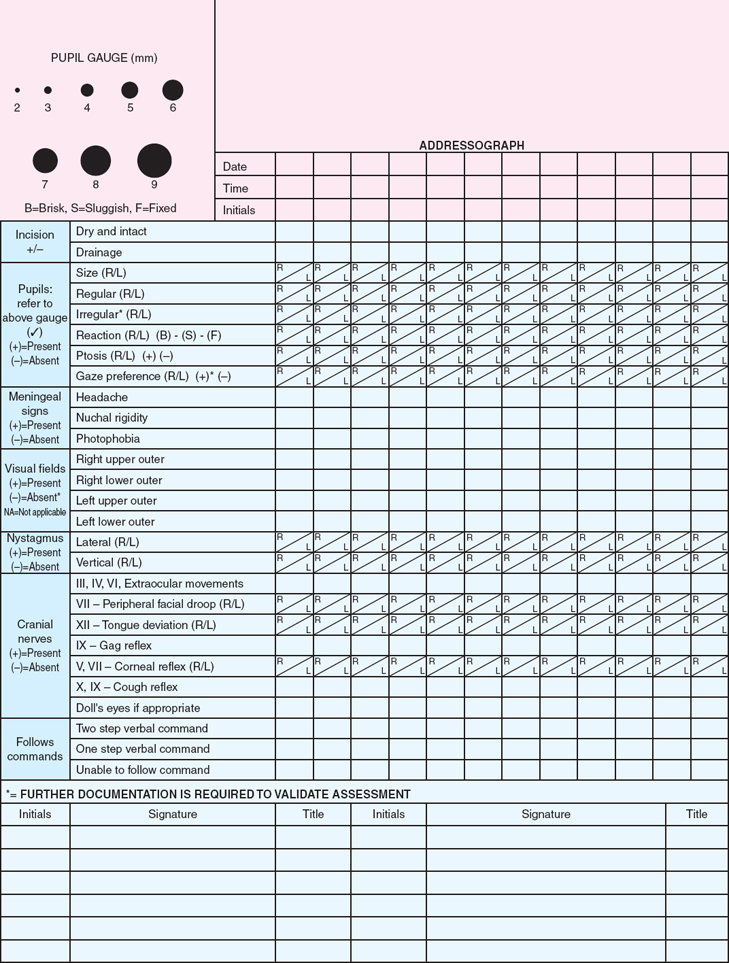 PUPIL GAUGE (mm)
2 3 4 5 6
7 8 9
B=Brisk, S=Sluggish, F=Fixed
ADDRESSOGRAPH
Date
Time
Initials
Incision
+/–
Dry and intact
Drainage
Pupils:
refer to
above gauge
(✓)
(+)=Present
(–)=Absent
Size (R/L) R L R L R L R L R L R L R L R L R L R L R L R L
Regular (R/L) R L R L R L R L R L R L R L R L R L R L R L R L
Irregular* (R/L) R L R L R L R L R L R L R L R L R L R L R L R L
Reaction (R/L) (B) - (S) - (F) R L R L R L R L R L R L R L R L R L R L R L R L
Ptosis (R/L) (+) (–) R L R L R L R L R L R L R L R L R L R L R L R L
Gaze preference (R/L) (+)* (–) R L R L R L R L R L R L R L R L R L R L R L R L
Meningeal
signs
(+)=Present
(–)=Absent
Headache
Nuchal rigidity
Photophobia
Visual fields
(+)=Present
(–)=Absent*
NA=Not applicable
Right upper outer
Right lower outer
Left upper outer
Left lower outer
Nystagmus
(+)=Present
(–)=Absent
Lateral (R/L) R L R L R L R L R L R L R L R L R L R L R L R L
Vertical (R/L) R L R L R L R L R L R L R L R L R L R L R L R L
Cranial
nerves
(+)=Present
(–)=Absent
III, IV, VI, Extraocular movements
VII – Peripheral facial droop (R/L) R L R L R L R L R L R L R L R L R L R L R L R L
XII – Tongue deviation (R/L) R L R L R L R L R L R L R L R L R L R L R L R L
IX – Gag reflex
V, VII – Corneal reflex (R/L) R L R L R L R L R L R L R L R L R L R L R L R L
X, IX – Cough reflex
Doll's eyes if appropriate
Follows
commands
Two step verbal command
One step verbal command
Unable to follow command
*= FURTHER DOCUMENTATION IS REQUIRED TO VALIDATE ASSESSMENT
Initials Signature Title Initials Signature Title